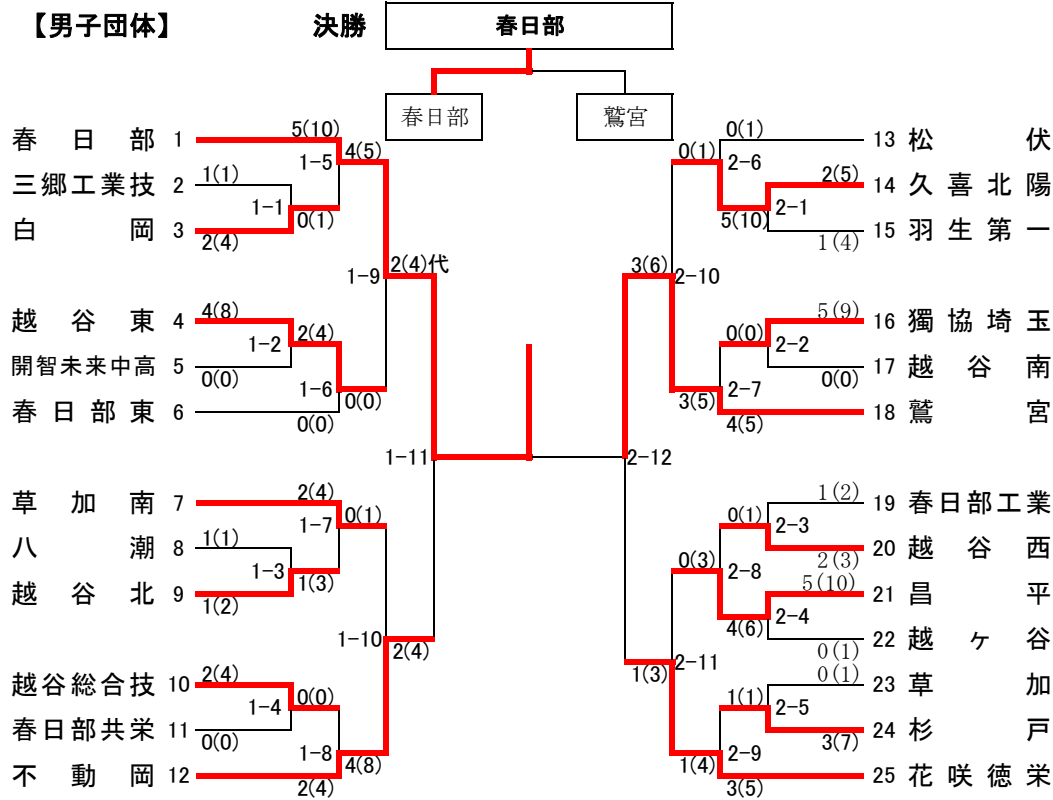 【男子団体】 決勝 春日部
春日部 鷲宮
春日部 1 5(10)
1-5 4(5)
三郷工業技 2 1(1)
1-1 0(1)
白岡 3 2(4)
1-9 2(4)代
越谷東 4 4(8)
1-2 2(4)
開智未来中高 5 0(0)
1-6 0(0)
春日部東 6 0(0)
1-11
草加南 7 2(4)
1-7 0(1)
八潮 8 1(1)
1-3 1(3)
越谷北 9 1(2)
1-10 2(4)
越谷総合技 10 2(4)
1-4 0(0)
春日部共栄 11 0(0)
1-8 4(8)
不動岡 12 2(4)
0(1) 13 松伏
0(1) 2-6
2(5) 14 久喜北陽
5(10) 2-1
1(4) 15 羽生第一
3(6) 2-10
5(9) 16 獨協埼玉
0(0) 2-2
0(0) 17 越谷南
3(5) 2-7
4(5) 18 鷲宮
2-12
1(2) 19 春日部工業
0(1) 2-3
2(3) 20 越谷西
0(3) 2-8
5(10) 21 昌平
4(6) 2-4
0(1) 22 越ヶ谷
1(3) 2-11
0(1) 23 草加
1(1) 2-5
3(7) 24 杉戸
1(4) 2-9
3(5) 25 花咲徳栄